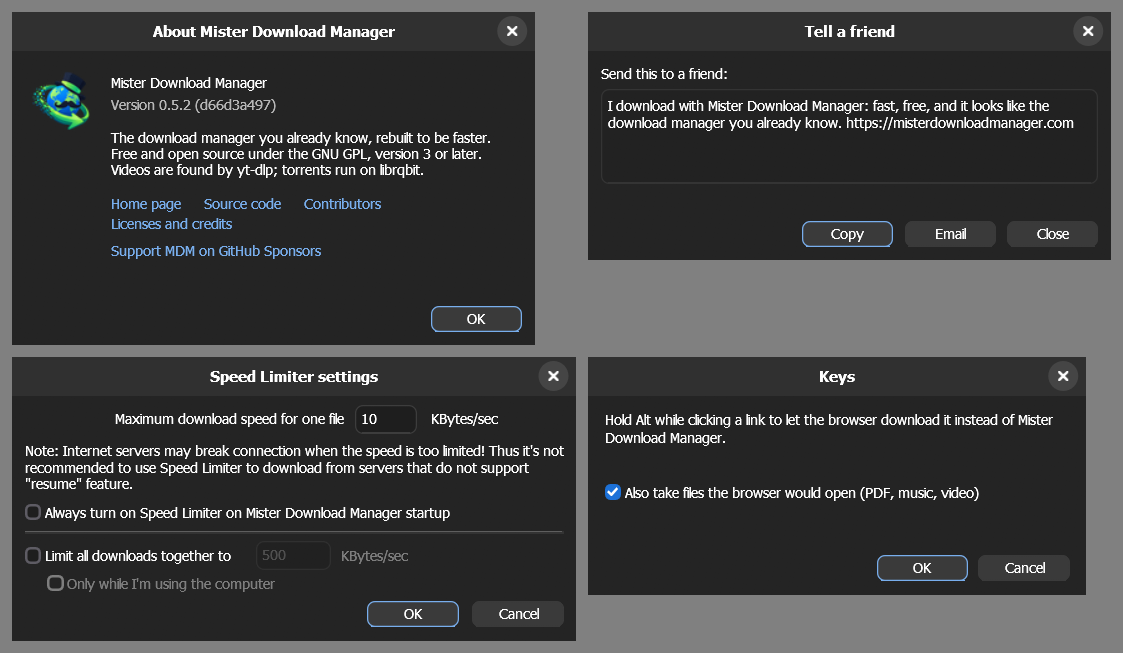 About Mister Download Manager
Mister Download Manager
Version 0.5.2 (d66d3a497)
The download manager you already know, rebuilt to be faster.
Free and open source under the GNU GPL, version 3 or later.
Videos are found by yt-dlp; torrents run on librqbit.
Home page Source code Contributors
Licenses and credits
Support MDM on GitHub Sponsors
OK
Tell a friend
Send this to a friend:
I download with Mister Download Manager: fast, free, and it looks like the
download manager you already know. https://misterdownloadmanager.com
Copy Email Close
Speed Limiter settings
Maximum download speed for one file 10 KBytes/sec
Note: Internet servers may break connection when the speed is too limited! Thus it's not
recommended to use Speed Limiter to download from servers that do not support
"resume" feature.
Always turn on Speed Limiter on Mister Download Manager startup
Limit all downloads together to 500 KBytes/sec
Only while I'm using the computer
OK Cancel
Keys
Hold Alt while clicking a link to let the browser download it instead of Mister
Download Manager.
Also take files the browser would open (PDF, music, video)
OK Cancel